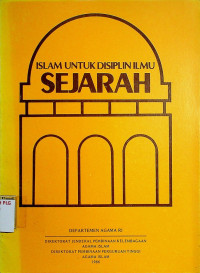 ISLAM UNTUK DISIPLIN ILMU
SEJARAH
DEPARTEMEN AGAMA RI
DIREKTORAT JENDERAL PEMBINAAN KELEMBAGAAN
AGAMA ISLAM
DIREKTORAT PEMBINAAN PERGURUAN TINGGI
AGAMA ISLAM